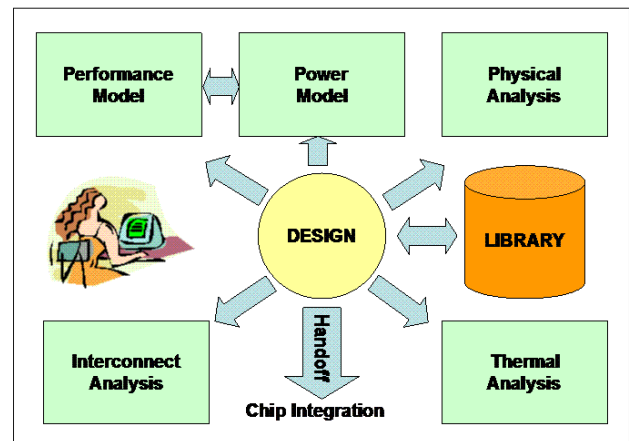 Performance
Model
Power
Model
Physical
Analysis
DESIGN
LIBRARY
Interconnect
Analysis
Handoff
Thermal
Analysis
Chip Integration